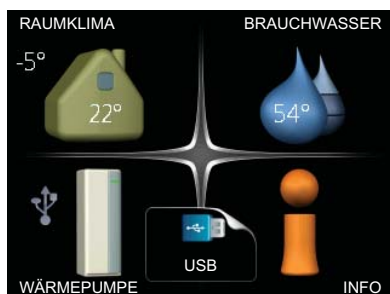 RAUMKLIMA
BRAUCHWASSER
-5°
22°
54°
USB
WÄRMEPUMPE
INFO